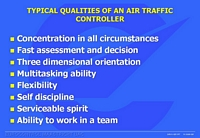 TYPICAL QUALITIES OF AN AIR TRAFFIC
CONTROLLER
Concentration in all circumstances
Fast assessment and decision
Three dimensional orientation
Multitasking ability
Flexibility
Self discipline
Serviceable spirit
Ability to work in a team